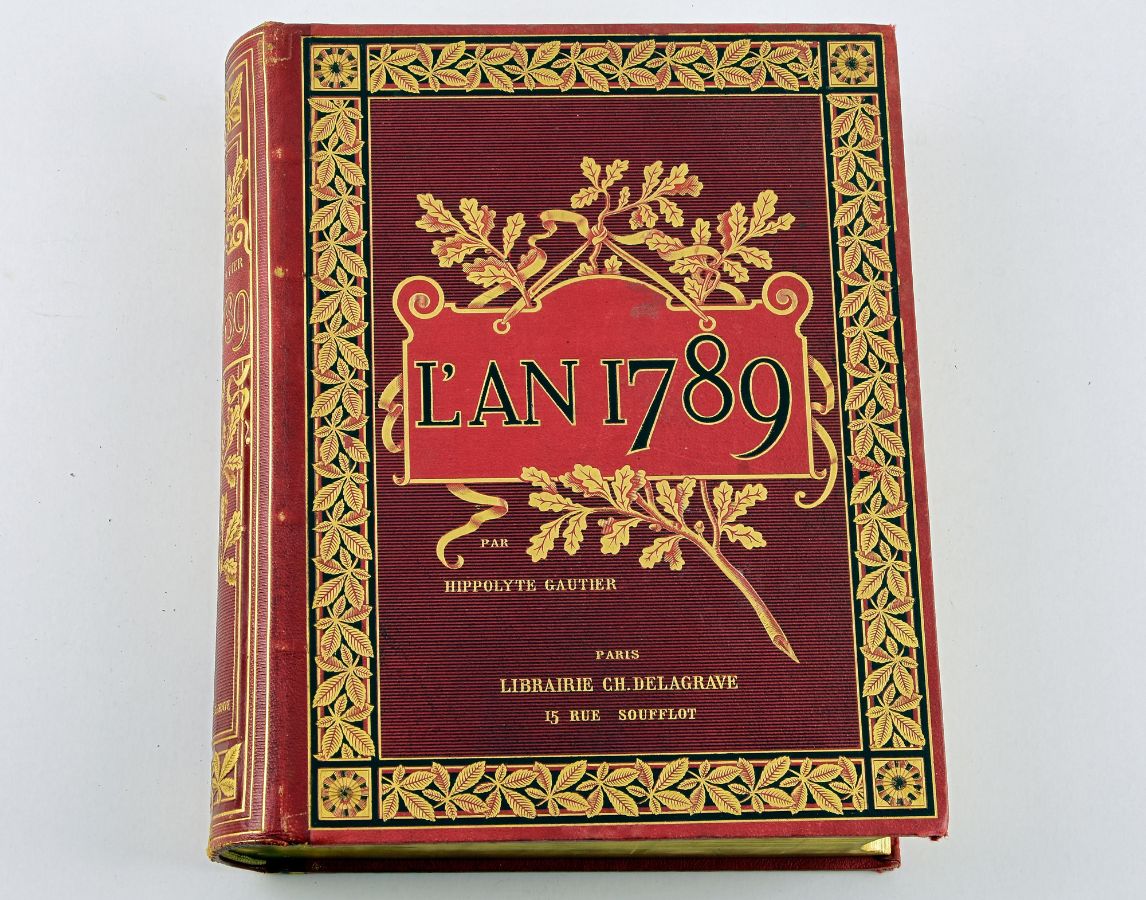 L'AN 1789
PAR
HIPPOLYTE GAUTIER
PARIS
LIBRAIRIE CH. DELAGRAVE
15 RUE SOUFFLOT